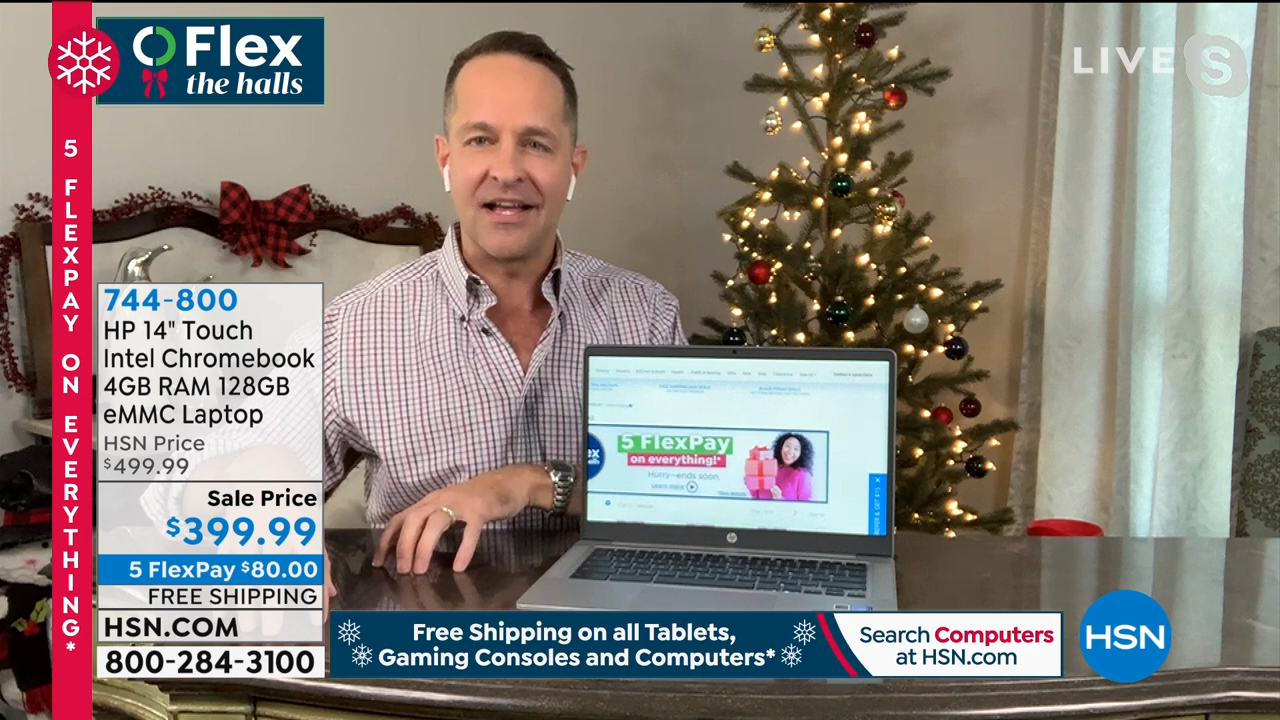 5 FLEXPAY ON EVERYTHING!*
Flex
the halls
LIVE S
744-800
HP 14" Touch
Intel Chromebook
4GB RAM 128GB
eMMC Laptop
HSN Price
$499.99
Sale Price
$399.99
5 FlexPay $80.00
FREE SHIPPING
HSN.COM
800-284-3100
5 FlexPay
on everything!*
Hurry-ends soon.
Learn more
hp
Free Shipping on all Tablets,
Gaming Consoles and Computers*
Search Computers
at HSN.com
HSN